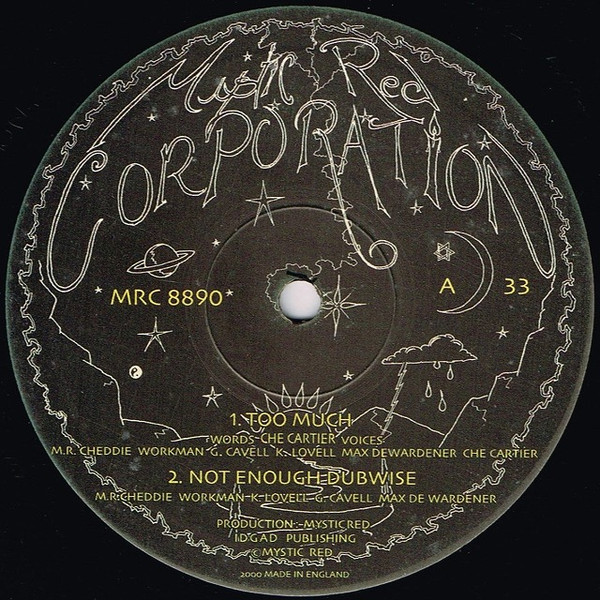 Mystic Red
CORPORATION
MRC 8890
A
33
1. TOO MUCH
WORDS CHE CARTIER VOICES
M.R. CHEDDIE WORKMAN G. CAVELL K. LOVELL MAX DEWARDENER CHE CARTIER
2. NOT ENOUGH DUBWISE
M.R.CHEDDIE WORKMAN K LOVELL G. CAVELL MAX DE WARDENER
PRODUCTION:-MYSTICRED
I.D.G.A.D PUBLISHING
©MYSTIC RED
2000 MADE IN ENGLAND